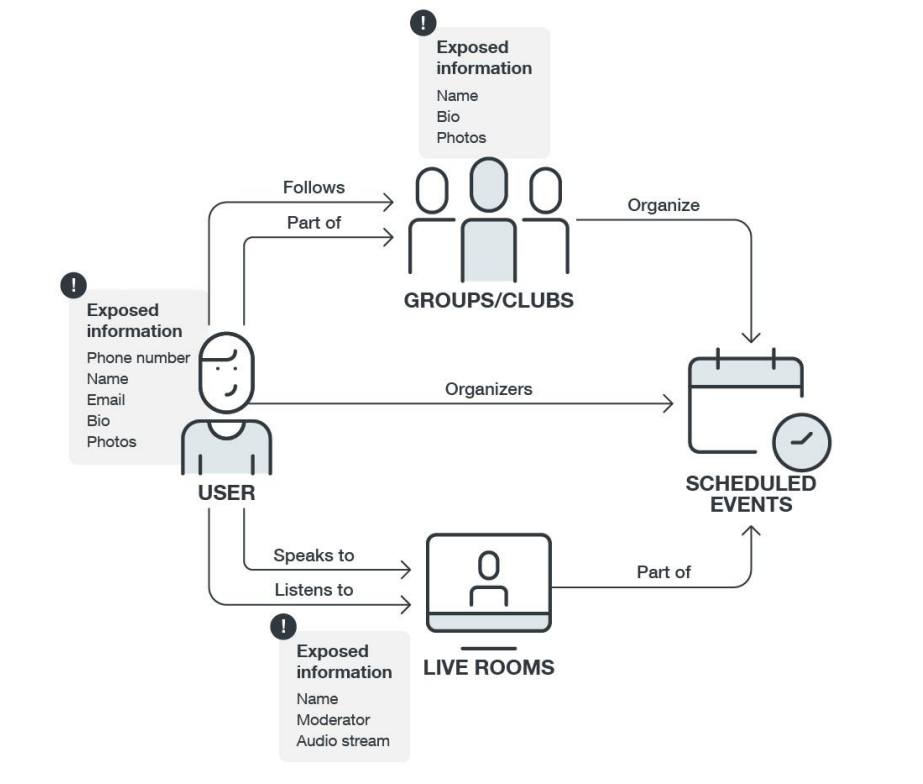 !
Exposed
information
Name
Bio
Photos
Follows
Part of
Organize
GROUPS/CLUBS
!
Exposed
information
Phone number
Name
Email
Bio
Photos
Organizers
USER
SCHEDULED
EVENTS
Speaks to
Listens to
Part of
!
Exposed
information
Name
Moderator
Audio stream
LIVE ROOMS